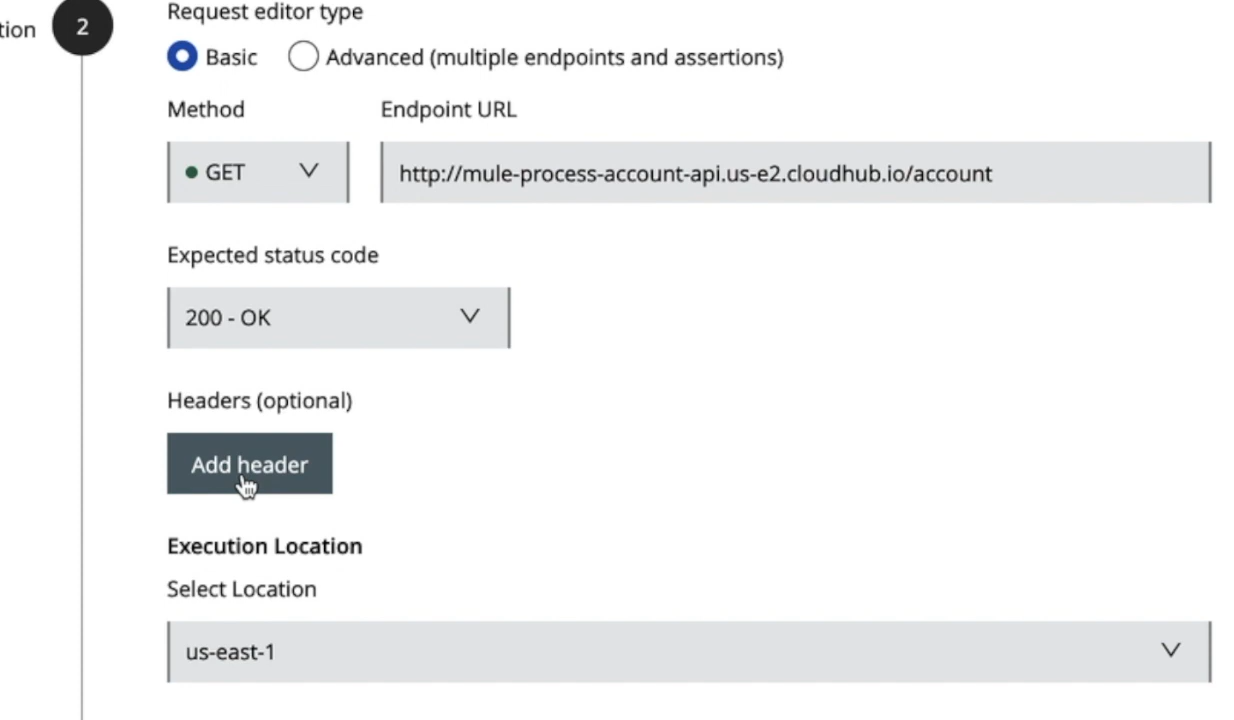 Request editor type
tion 2
Basic Advanced (multiple endpoints and assertions)
Method Endpoint URL
GET http://mule-process-account-api.us-e2.cloudhub.io/account
Expected status code
200 - OK
Headers (optional)
Add header
Execution Location
Select Location
us-east-1